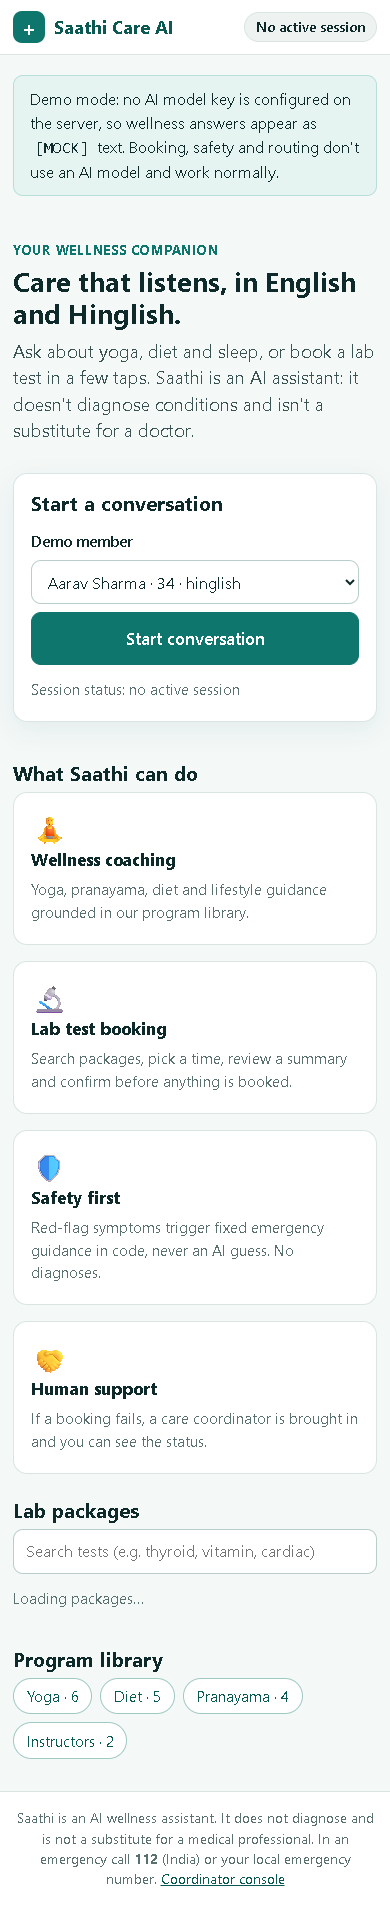 + Saathi Care AI
No active session
Demo mode: no AI model key is configured on
the server, so wellness answers appear as
[MOCK] text. Booking, safety and routing don't
use an AI model and work normally.
YOUR WELLNESS COMPANION
Care that listens, in English
and Hinglish.
Ask about yoga, diet and sleep, or book a lab
test in a few taps. Saathi is an AI assistant: it
doesn't diagnose conditions and isn't a
substitute for a doctor.
Start a conversation
Demo member
Aarav Sharma · 34 · hinglish
Start conversation
Session status: no active session
What Saathi can do
Wellness coaching
Yoga, pranayama, diet and lifestyle guidance
grounded in our program library.
Lab test booking
Search packages, pick a time, review a summary
and confirm before anything is booked.
Safety first
Red-flag symptoms trigger fixed emergency
guidance in code, never an AI guess. No
diagnoses.
Human support
If a booking fails, a care coordinator is brought in
and you can see the status.
Lab packages
Search tests (e.g. thyroid, vitamin, cardiac)
Loading packages...
Program library
Yoga · 6
Diet · 5
Pranayama · 4
Instructors · 2
Saathi is an AI wellness assistant. It does not diagnose and
is not a substitute for a medical professional. In an
emergency call 112 (India) or your local emergency
number. Coordinator console